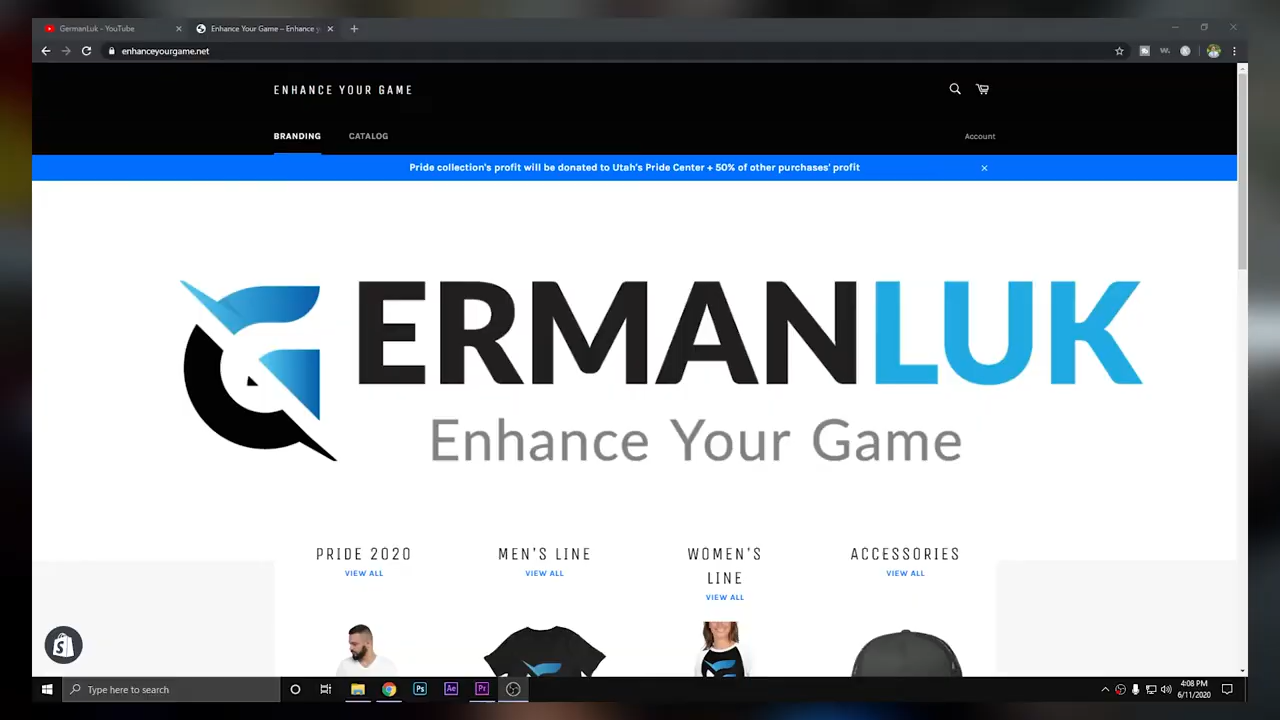 GermanLuk - YouTube
Enhance Your Game – Enhance y
enhanceyourgame.net
W.
ENHANCE YOUR GAME
BRANDING
CATALOG
Account
Pride collection's profit will be donated to Utah's Pride Center + 50% of other purchases' profit
GERMANLUK
Enhance Your Game
PRIDE 2020
VIEW ALL
MEN'S LINE
VIEW ALL
WOMEN'S
LINE
VIEW ALL
ACCESSORIES
VIEW ALL
Type here to search
Ps
Ae
Pr
4:08 PM
6/11/2020